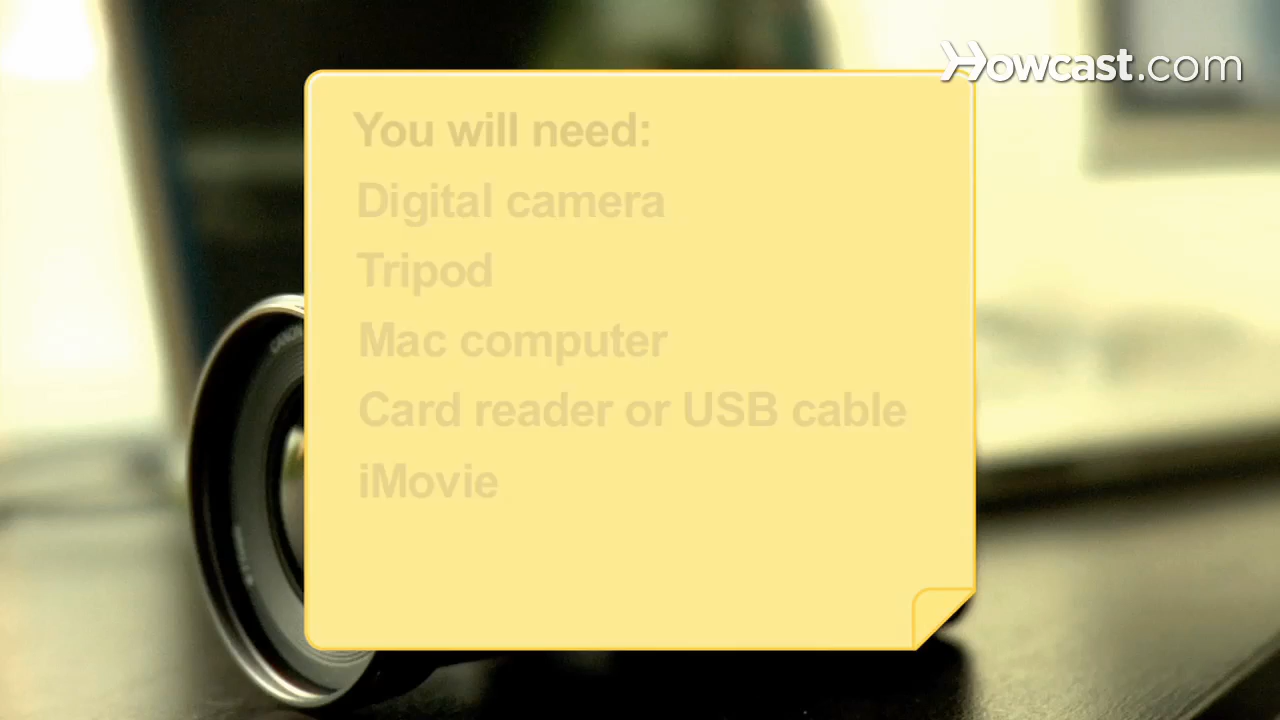 Howcast.com
You will need:
Digital camera
Tripod
Mac computer
Card reader or USB cable
iMovie